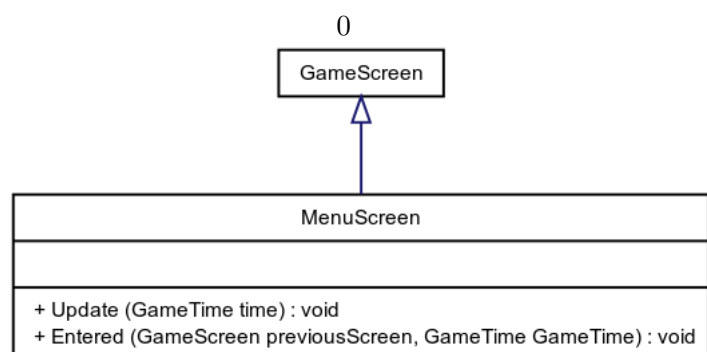 0
GameScreen
MenuScreen
+ Update (GameTime time) : void
+ Entered (GameScreen previousScreen, GameTime GameTime) : void